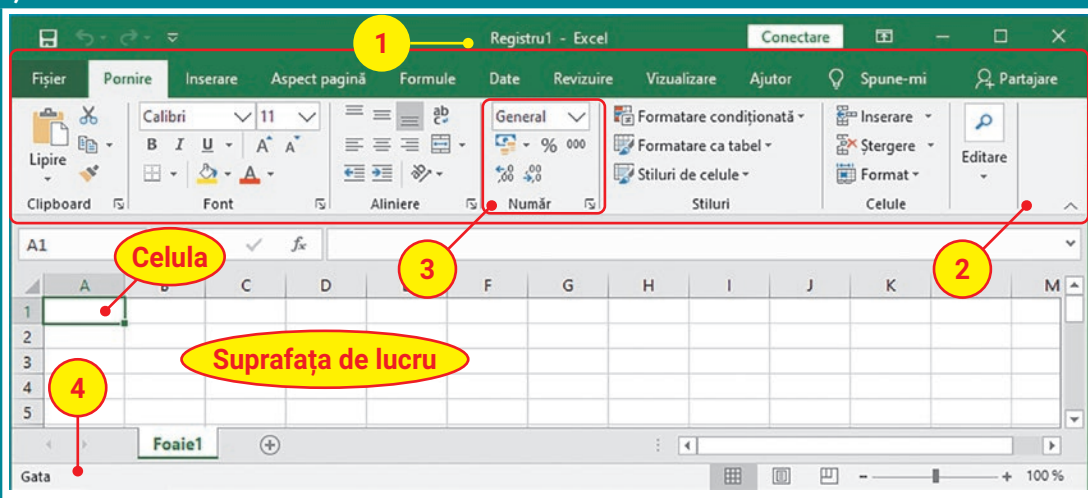 1
Registru1 - Excel
Conectare
Fișier Pornire Inserare Aspect pagină Formule Date Revizuire Vizualizare Ajutor Spune-mi Partajare
Calibri 11
General
Formatare condiționată
Inserare
B I U A A
% 000
Formatare ca tabel
Ștergere
Lipire
Editare
A
,00 ,0
Stiluri de celule
Format
Clipboard Font Aliniere Număr Stiluri Celule
A1
fx
Celula
3
2
A C D F G H I J K M
1
2
Suprafața de lucru
3
4
4
5
Foaie1
Gata
100 %